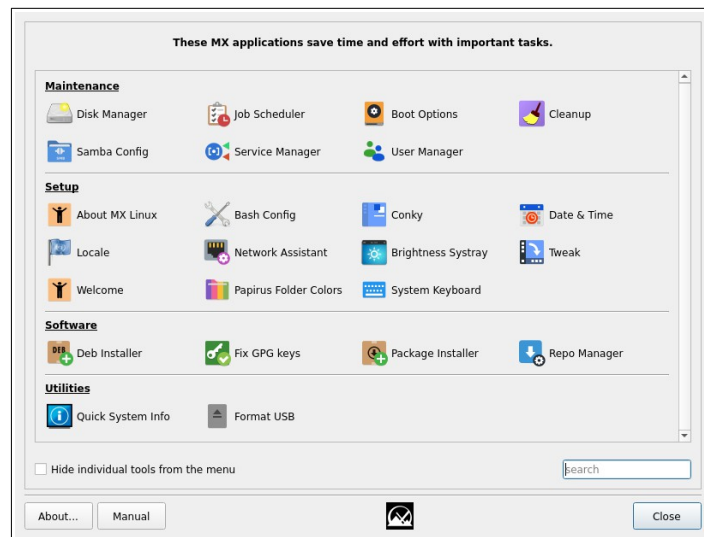 These MX applications save time and effort with important tasks.
Maintenance
Disk Manager Job Scheduler Boot Options Cleanup
Samba Config Service Manager User Manager
Setup
About MX Linux Bash Config Conky Date & Time
Locale Network Assistant Brightness Systray Tweak
Welcome Papirus Folder Colors System Keyboard
Software
DEB Deb Installer Fix GPG keys Package Installer Repo Manager
Utilities
Quick System Info Format USB
Hide individual tools from the menu search
About... Manual Close